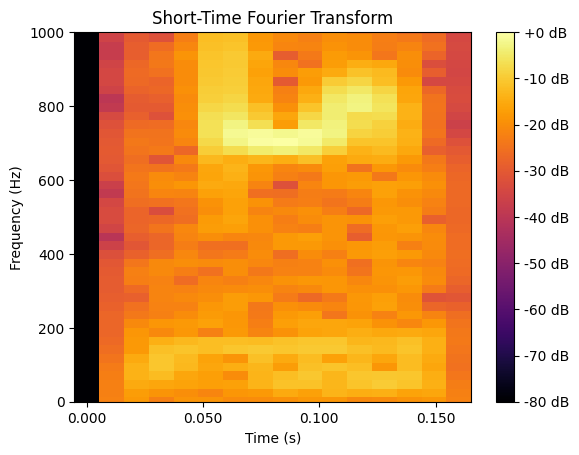 Short-Time Fourier Transform
Frequency (Hz)
1000
800
600
400
200
0
0.000
0.050
0.100
0.150
Time (s)
+0 dB
-10 dB
-20 dB
-30 dB
-40 dB
-50 dB
-60 dB
-70 dB
-80 dB